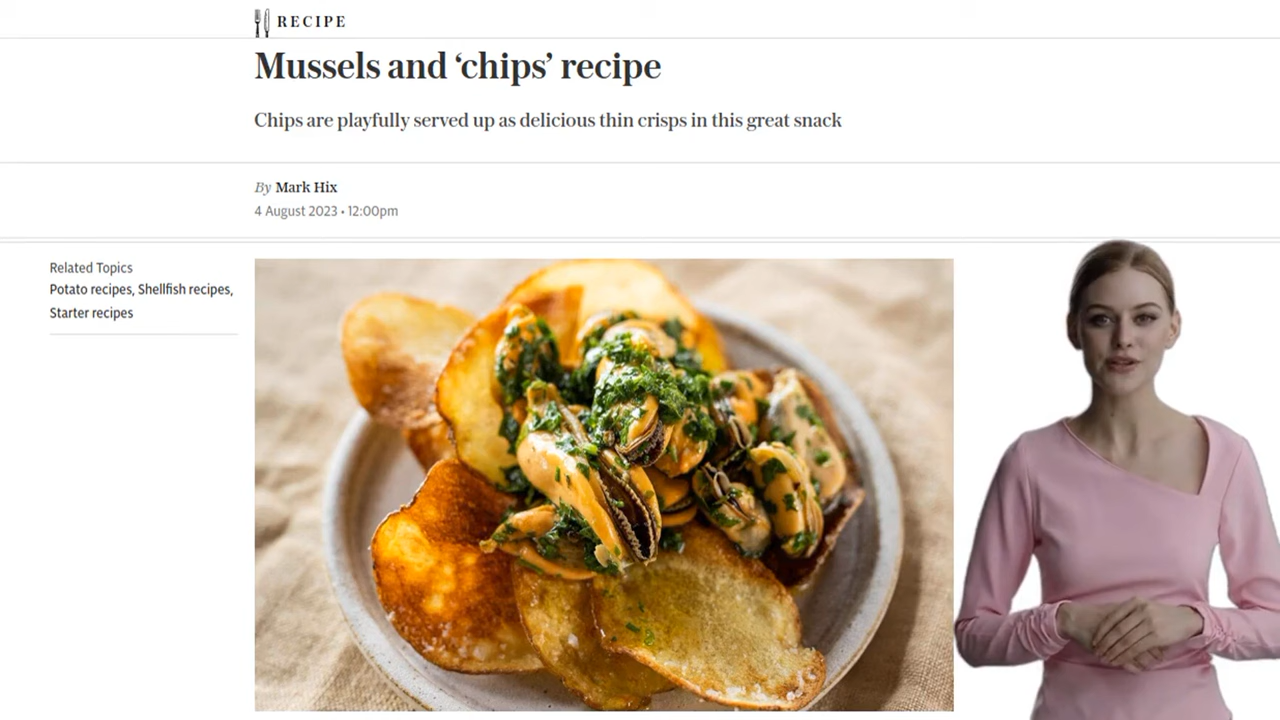 RECIPE
Mussels and ‘chips’ recipe
Chips are playfully served up as delicious thin crisps in this great snack
By Mark Hix
4 August 2023 • 12:00pm
Related Topics
Potato recipes, Shellfish recipes,
Starter recipes